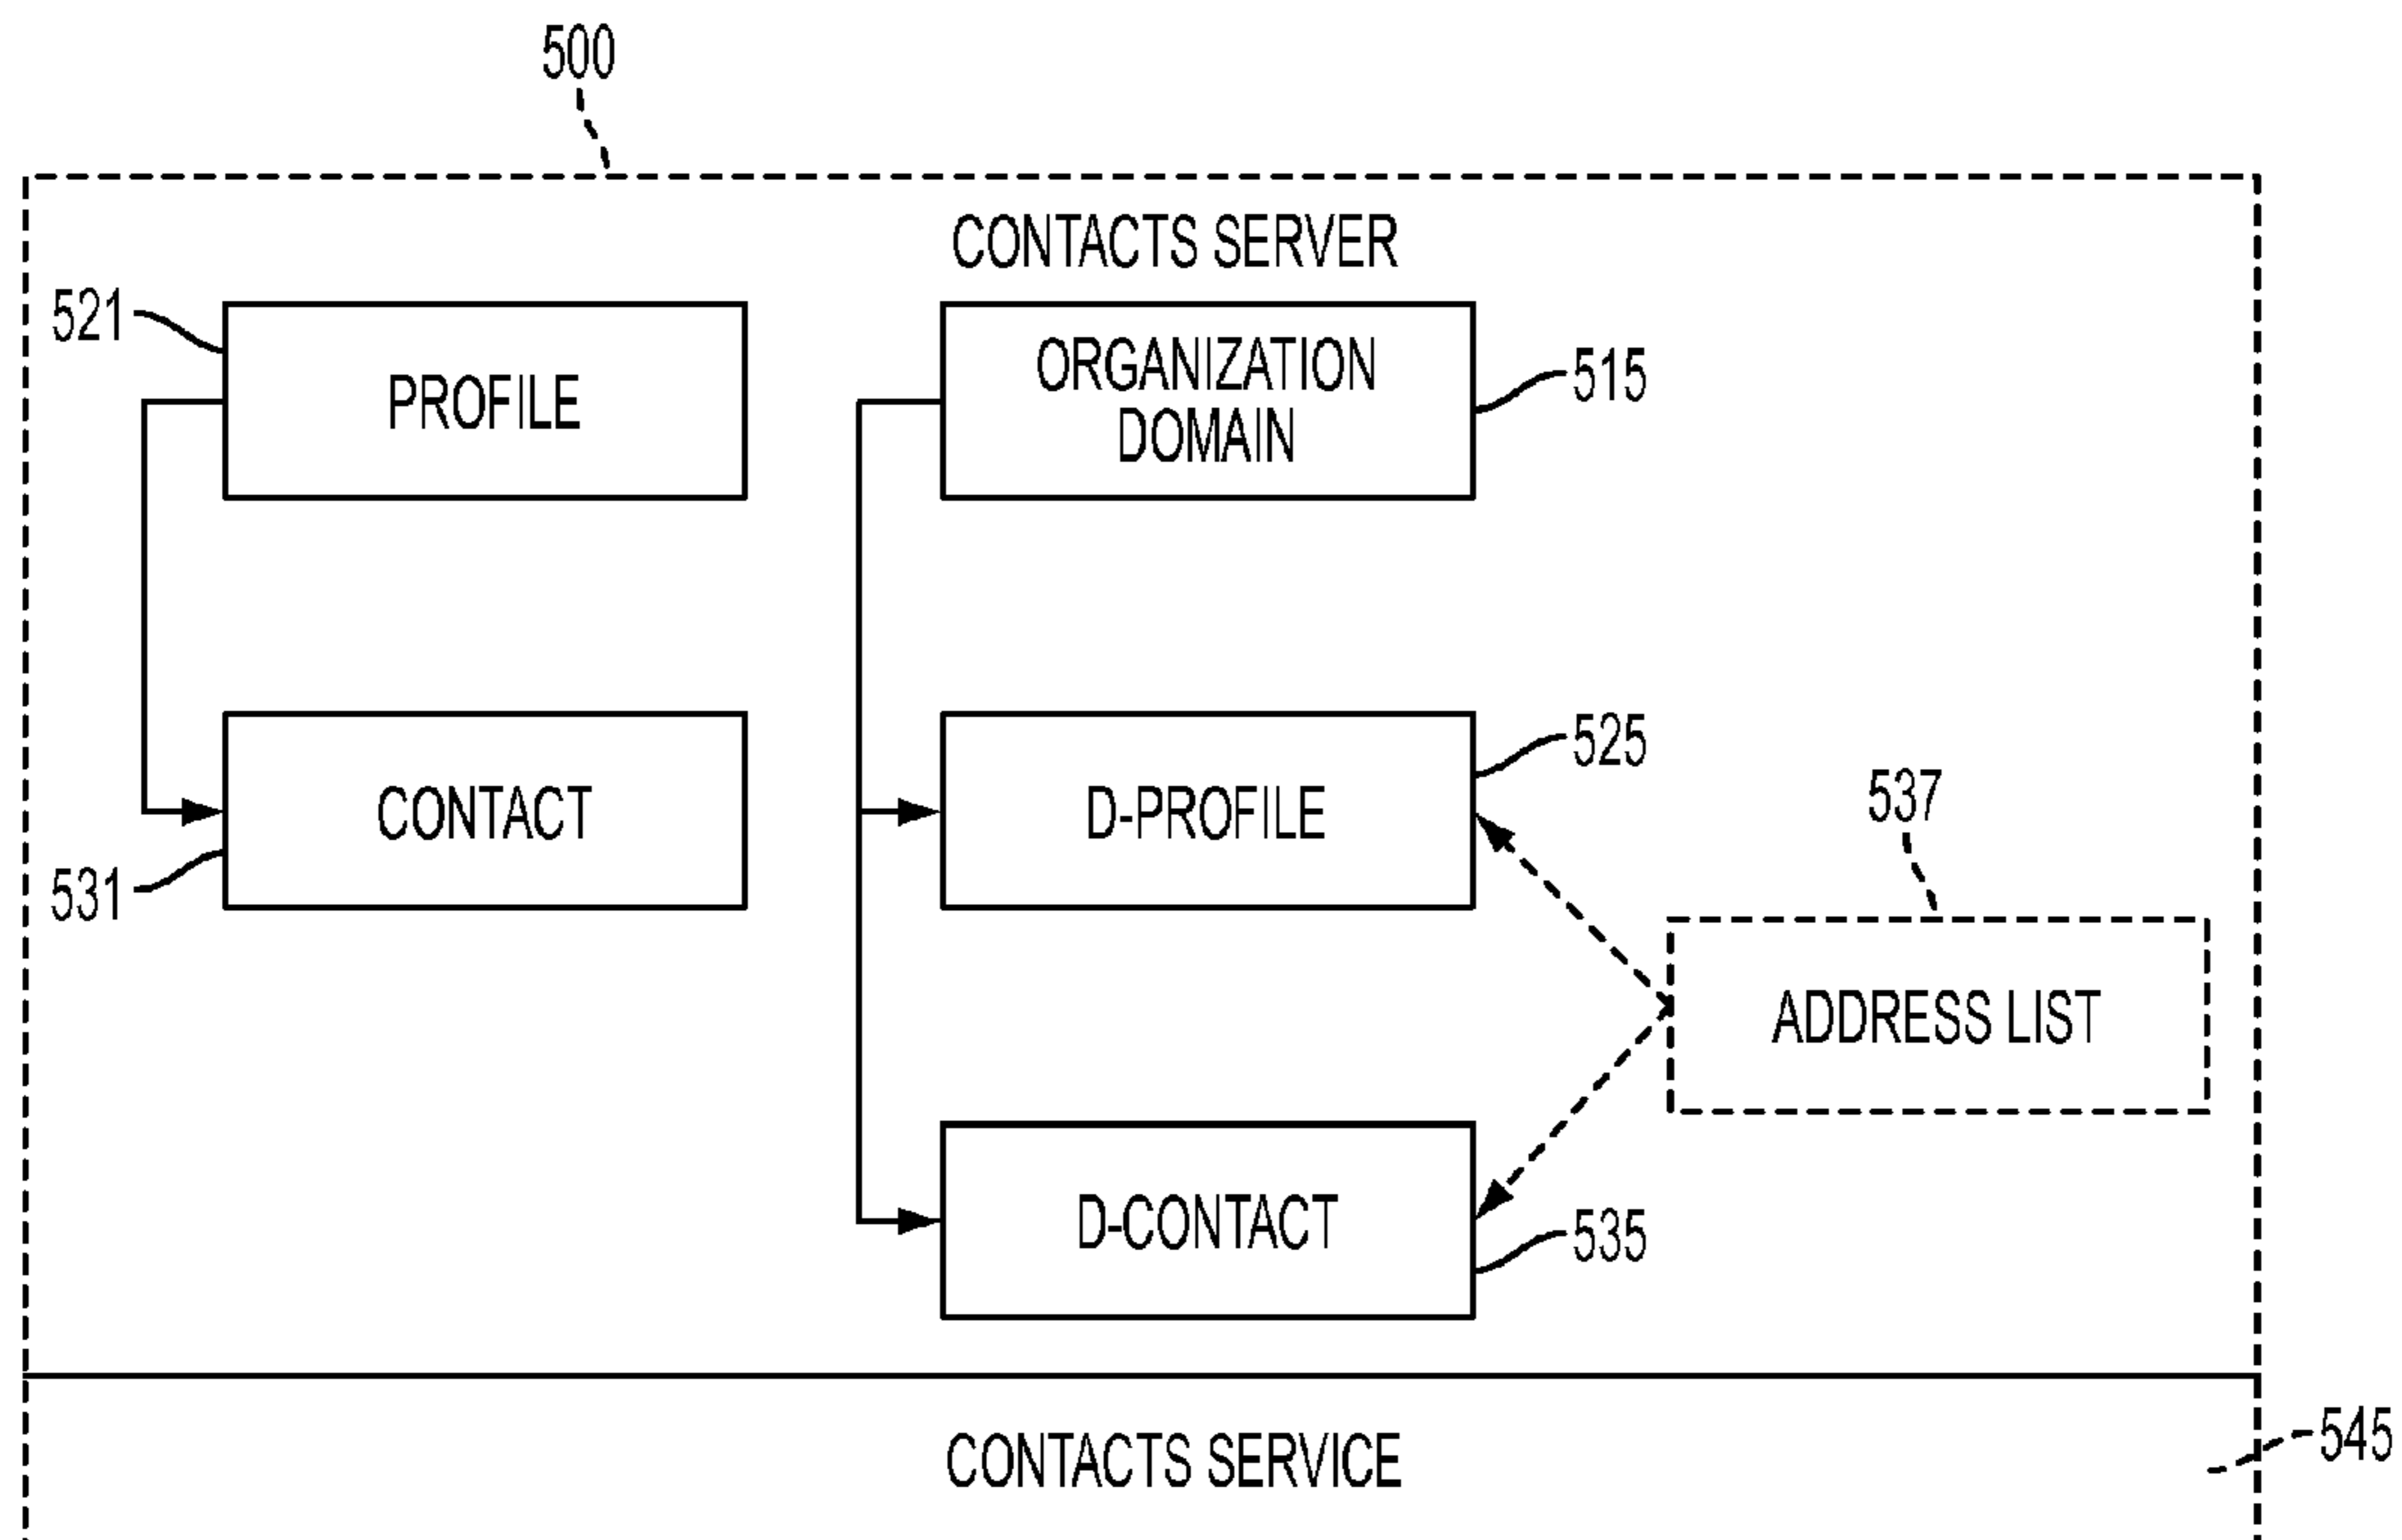 500
CONTACTS SERVER
521
PROFILE
ORGANIZATION
DOMAIN
515
CONTACT
531
D-PROFILE
525
537
ADDRESS LIST
D-CONTACT
535
CONTACTS SERVICE
545